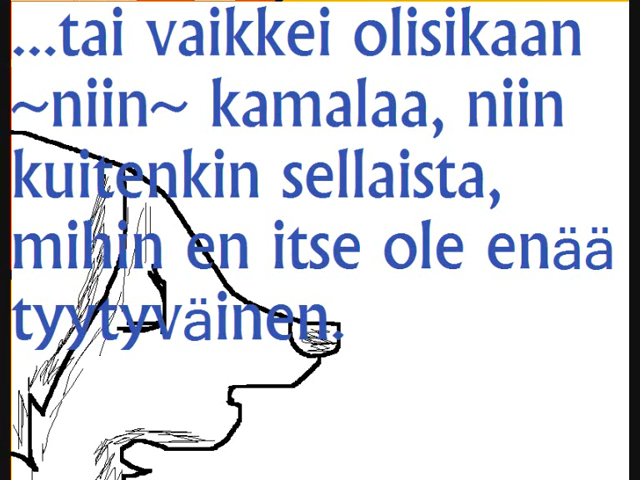 ...tai vaikkei olisikaan
~niin~ kamalaa, niin
kuitenkin sellaista,
mihin en itse ole enää
tyytyväinen.